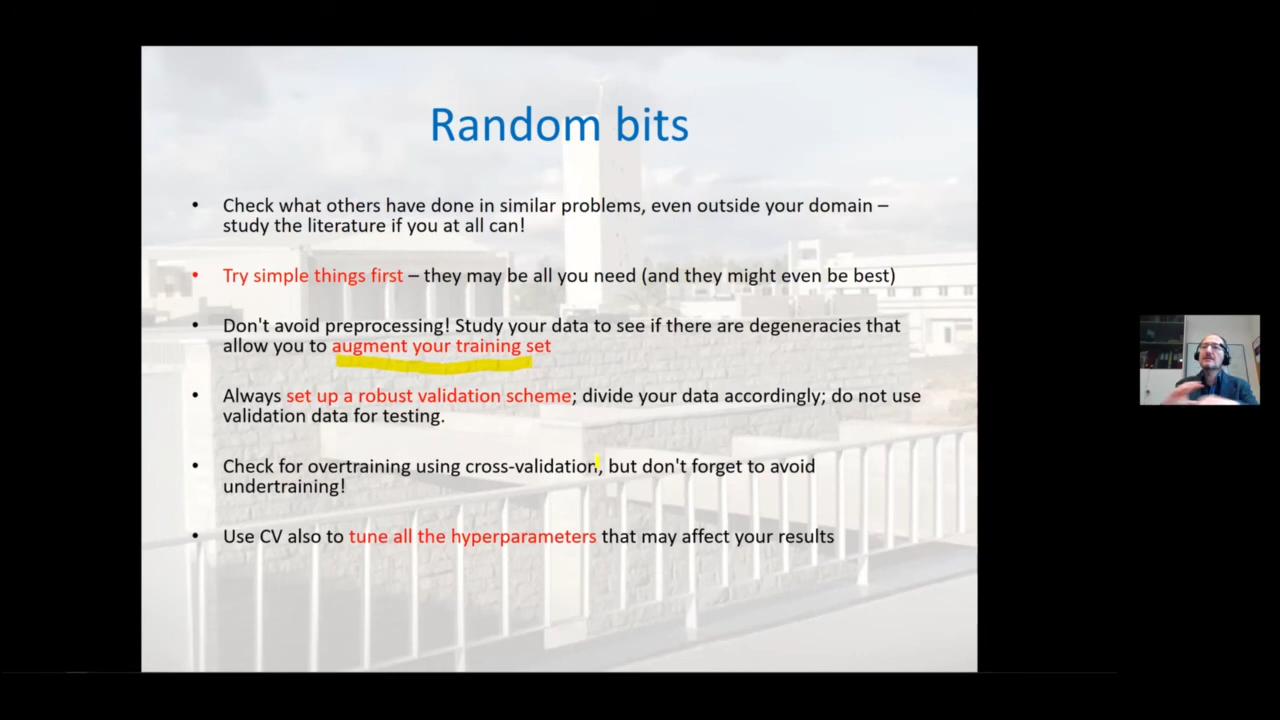 Random bits
• Check what others have done in similar problems, even outside your domain –
study the literature if you at all can!
• Try simple things first – they may be all you need (and they might even be best)
• Don't avoid preprocessing! Study your data to see if there are degeneracies that
allow you to augment your training set
• Always set up a robust validation scheme; divide your data accordingly; do not use
validation data for testing.
• Check for overtraining using cross-validation, but don't forget to avoid
undertraining!
• Use CV also to tune all the hyperparameters that may affect your results